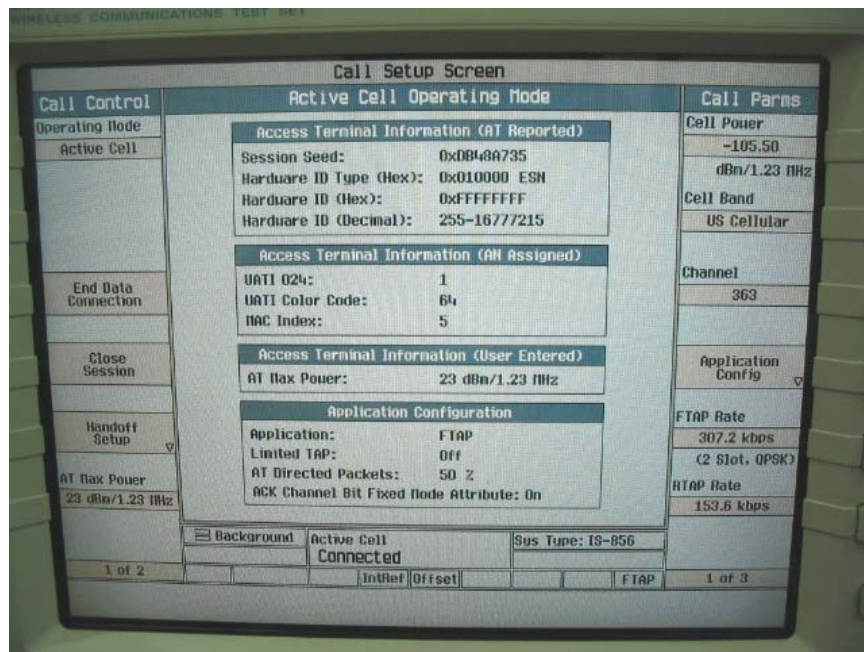 WIRELESS COMMUNICATIONS TEST SET
Call Setup Screen
Call Control
Operating Mode
Active Cell
End Data
Connection
Close
Session
Handoff
Setup
AT Max Power
23 dBm/1.23 MHz
1 of 2
Active Cell Operating Mode
Access Terminal Information (AT Reported)
Session Seed: 0xDB48A735
Hardware ID Type (Hex): 0x010000 ESN
Hardware ID (Hex): 0xFFFFFFFF
Hardware ID (Decimal): 255-16777215
Access Terminal Information (AN Assigned)
UATI 024: 1
UATI Color Code: 64
MAC Index: 5
Access Terminal Information (User Entered)
AT Max Power: 23 dBm/1.23 MHz
Application Configuration
Application: FTAP
Limited TAP: Off
AT Directed Packets: 50 %
ACK Channel Bit Fixed Mode Attribute: On
Background
Active Cell
Connected
Sys Type: IS-856
IntRef Offset FTAP
Call Parms
Cell Power
-105.50
dBm/1.23 MHz
Cell Band
US Cellular
Channel
363
Application
Config
FTAP Rate
307.2 kbps
(2 Slot, QPSK)
RTAP Rate
153.6 kbps
1 of 3